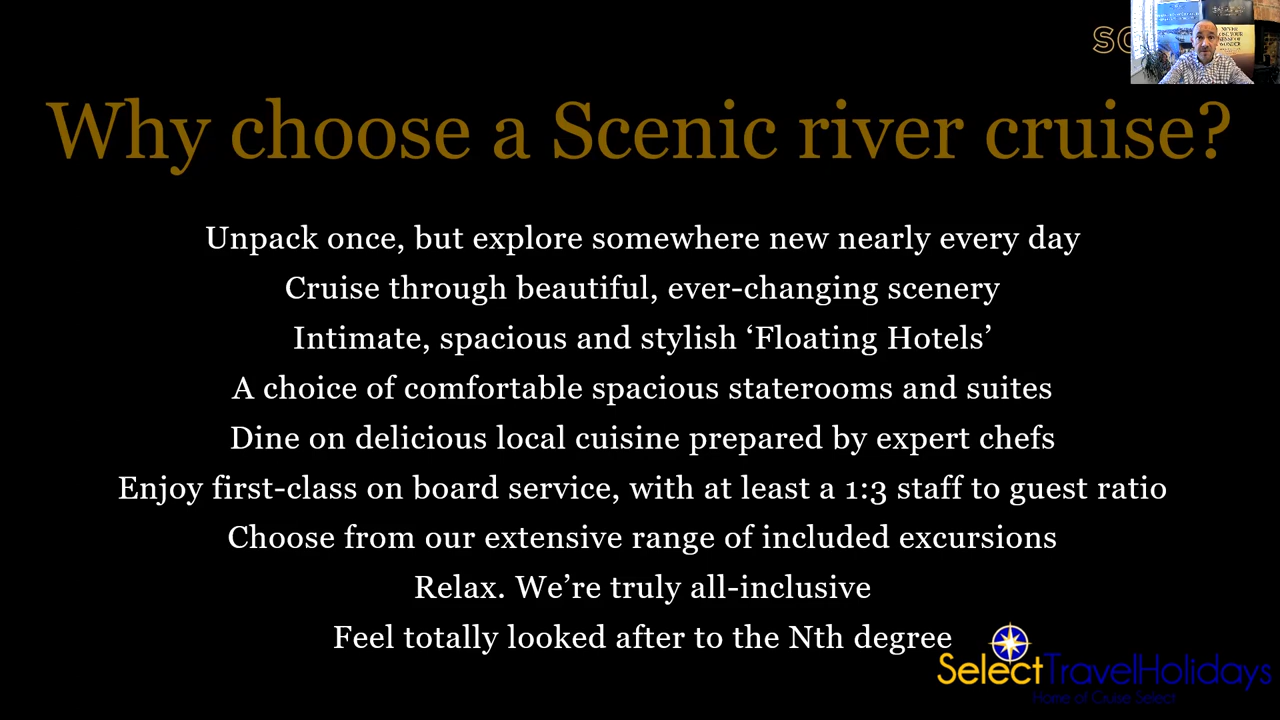 Why choose a Scenic river cruise?
Unpack once, but explore somewhere new nearly every day
Cruise through beautiful, ever-changing scenery
Intimate, spacious and stylish ‘Floating Hotels’
A choice of comfortable spacious staterooms and suites
Dine on delicious local cuisine prepared by expert chefs
Enjoy first-class on board service, with at least a 1:3 staff to guest ratio
Choose from our extensive range of included excursions
Relax. We’re truly all-inclusive
Feel totally looked after to the Nth degree
SelectTravelHolidays
Home of Cruise Select